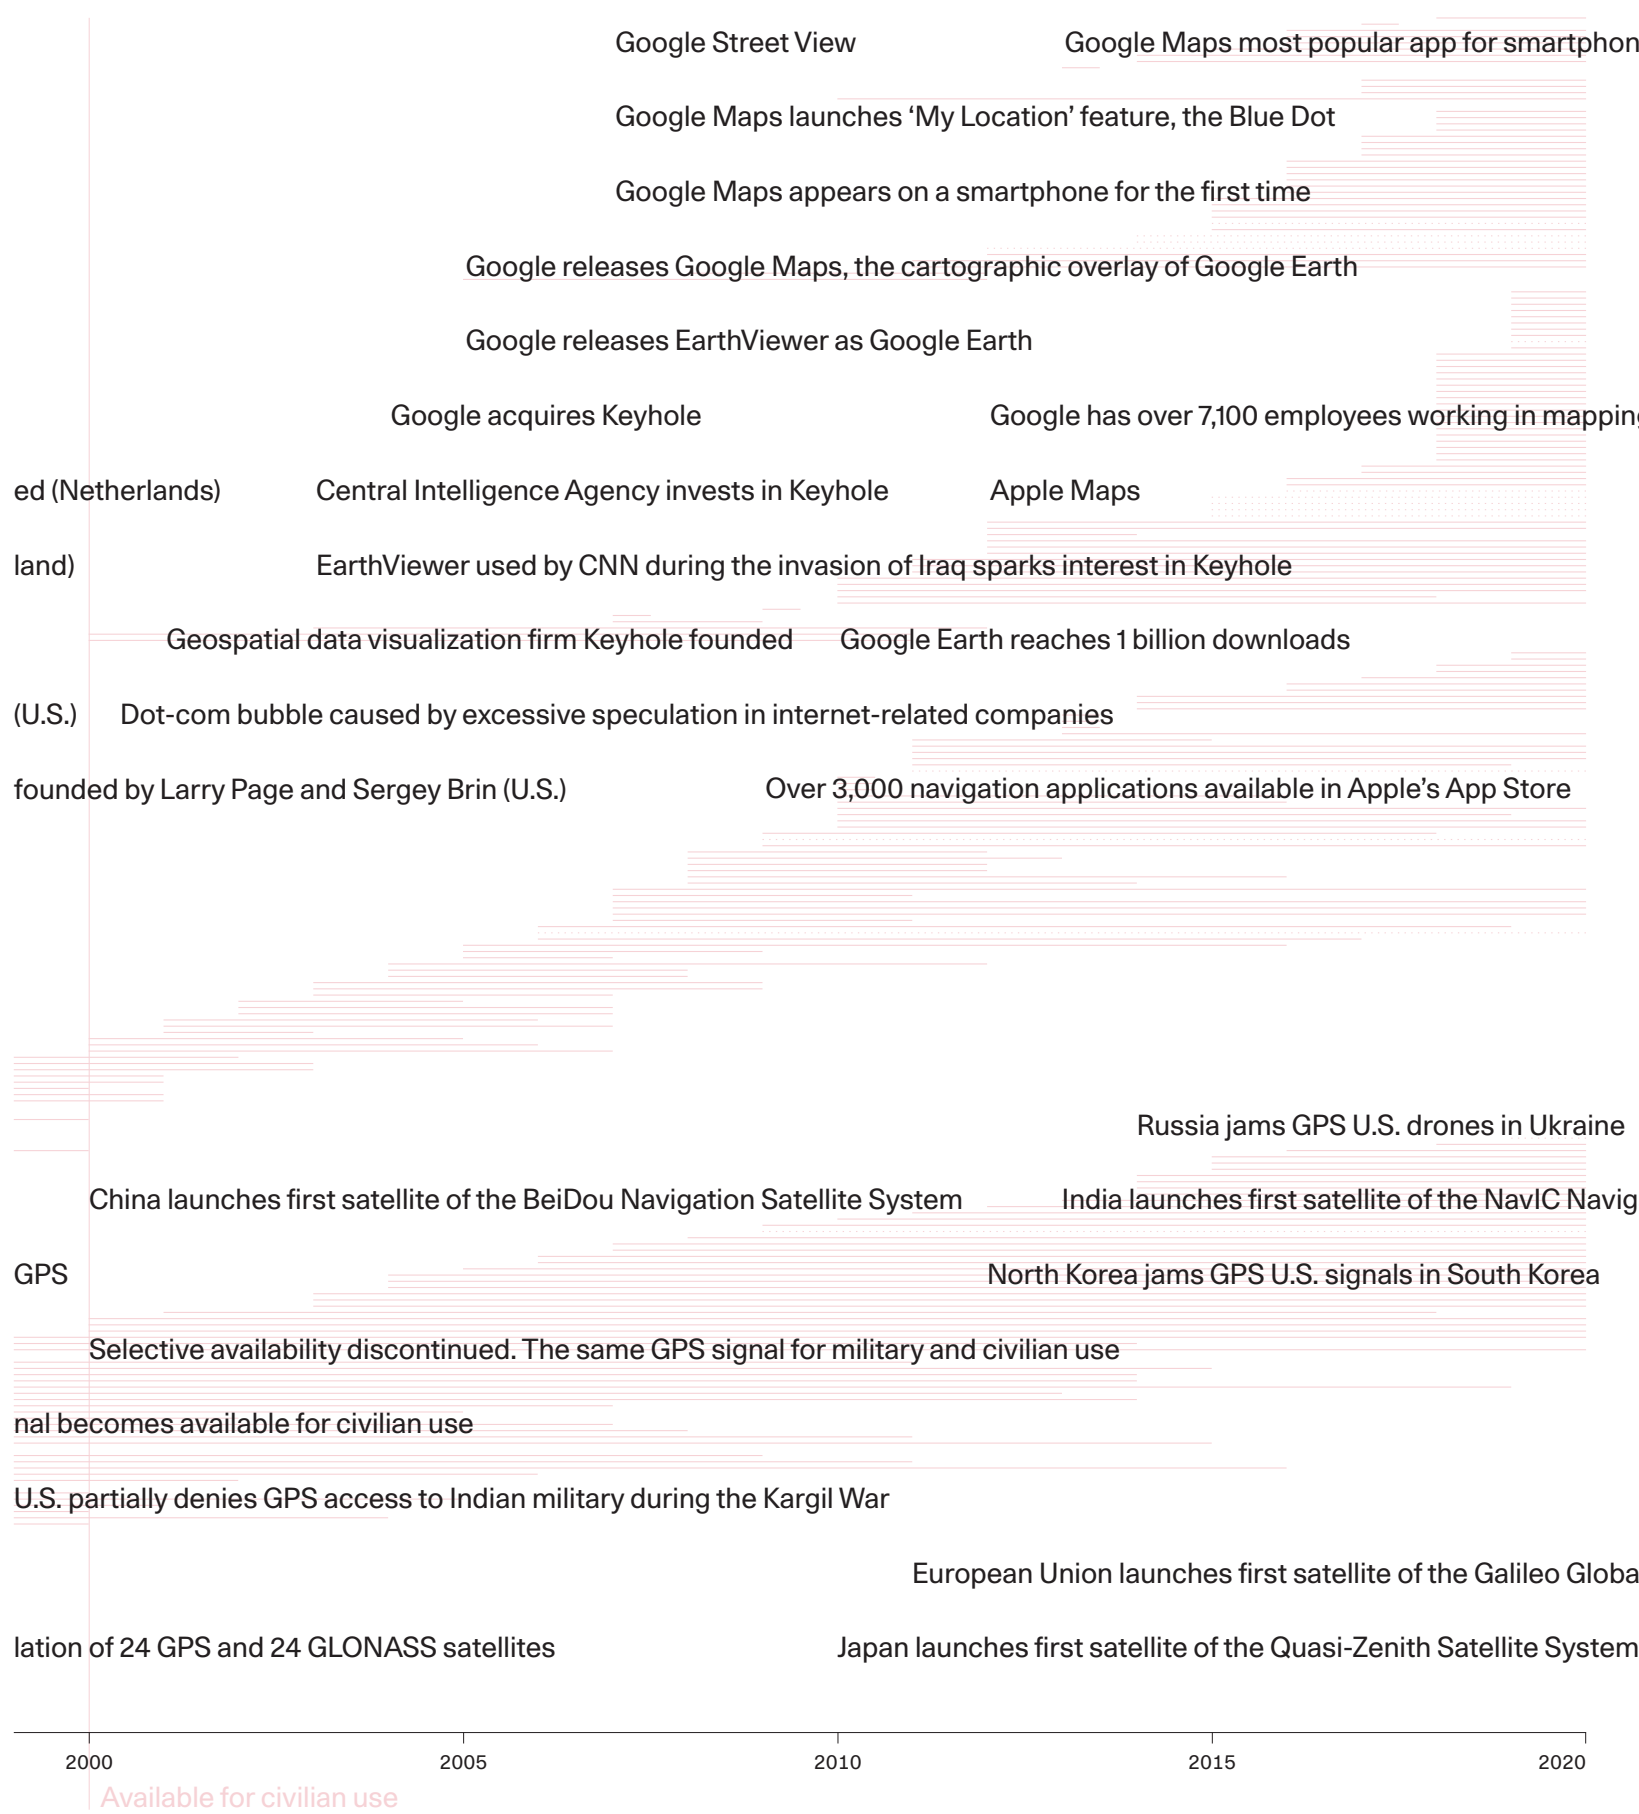 Google Street View
Google Maps most popular app for smartphon
Google Maps launches ‘My Location’ feature, the Blue Dot
Google Maps appears on a smartphone for the first time
Google releases Google Maps, the cartographic overlay of Google Earth
Google releases EarthViewer as Google Earth
Google acquires Keyhole
Google has over 7,100 employees working in mapping
ed (Netherlands)
Central Intelligence Agency invests in Keyhole
Apple Maps
land)
EarthViewer used by CNN during the invasion of Iraq sparks interest in Keyhole
Geospatial data visualization firm Keyhole founded
Google Earth reaches 1 billion downloads
(U.S.)
Dot-com bubble caused by excessive speculation in internet-related companies
founded by Larry Page and Sergey Brin (U.S.)
Over 3,000 navigation applications available in Apple’s App Store
Russia jams GPS U.S. drones in Ukraine
China launches first satellite of the BeiDou Navigation Satellite System
India launches first satellite of the NavIC Navig
GPS
North Korea jams GPS U.S. signals in South Korea
Selective availability discontinued. The same GPS signal for military and civilian use
nal becomes available for civilian use
U.S. partially denies GPS access to Indian military during the Kargil War
European Union launches first satellite of the Galileo Globa
lation of 24 GPS and 24 GLONASS satellites
Japan launches first satellite of the Quasi-Zenith Satellite System
2000
2005
2010
2015
2020
Available for civilian use